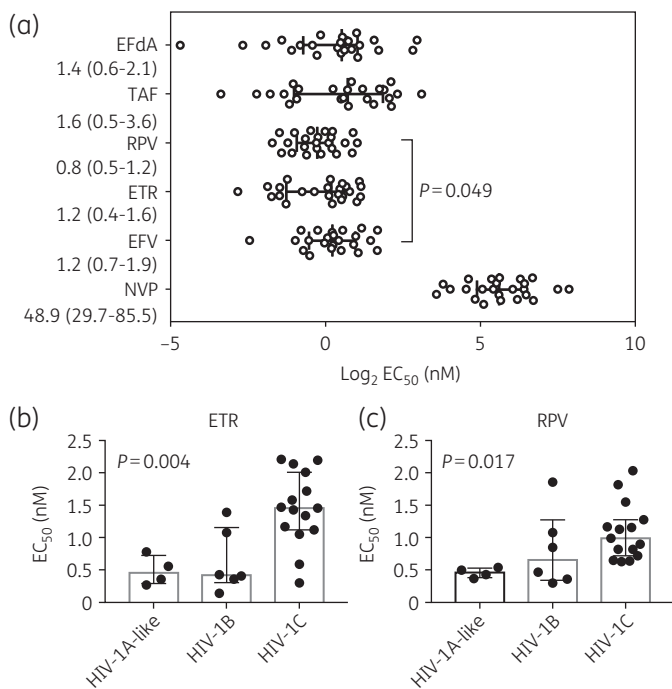 (a)
EFdA
1.4 (0.6-2.1)
TAF
1.6 (0.5-3.6)
RPV
0.8 (0.5-1.2)
ETR
1.2 (0.4-1.6)
EFV
1.2 (0.7-1.9)
NVP
48.9 (29.7-85.5)
P=0.049
−5 0 5 10
Log2 EC50 (nM)
(b) ETR
P=0.004
EC50 (nM)
2.5
2.0
1.5
1.0
0.5
0
HIV-1A-like HIV-1B HIV-1C
(c) RPV
P=0.017
EC50 (nM)
2.5
2.0
1.5
1.0
0.5
0
HIV-1A-like HIV-1B HIV-1C